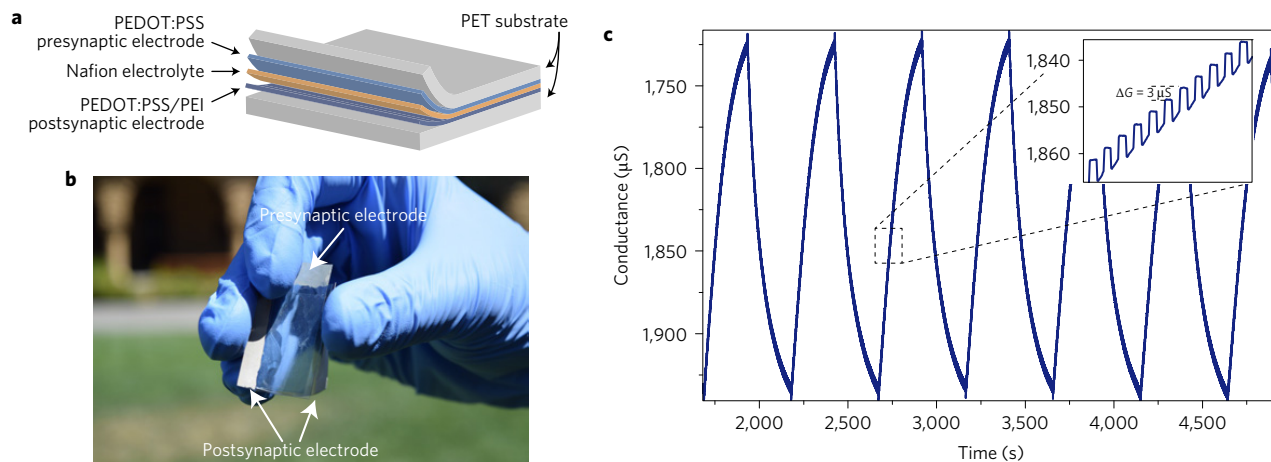 a
PEDOT:PSS
presynaptic electrode
Nafion electrolyte
PEDOT:PSS/PEI
postsynaptic electrode
PET substrate
b
Presynaptic electrode
Postsynaptic electrode
c
Conductance (µS)
1,750
1,800
1,850
1,900
1,840
1,850
1,860
ΔG = 3 µS
2,000
2,500
3,000
3,500
4,000
4,500
Time (s)